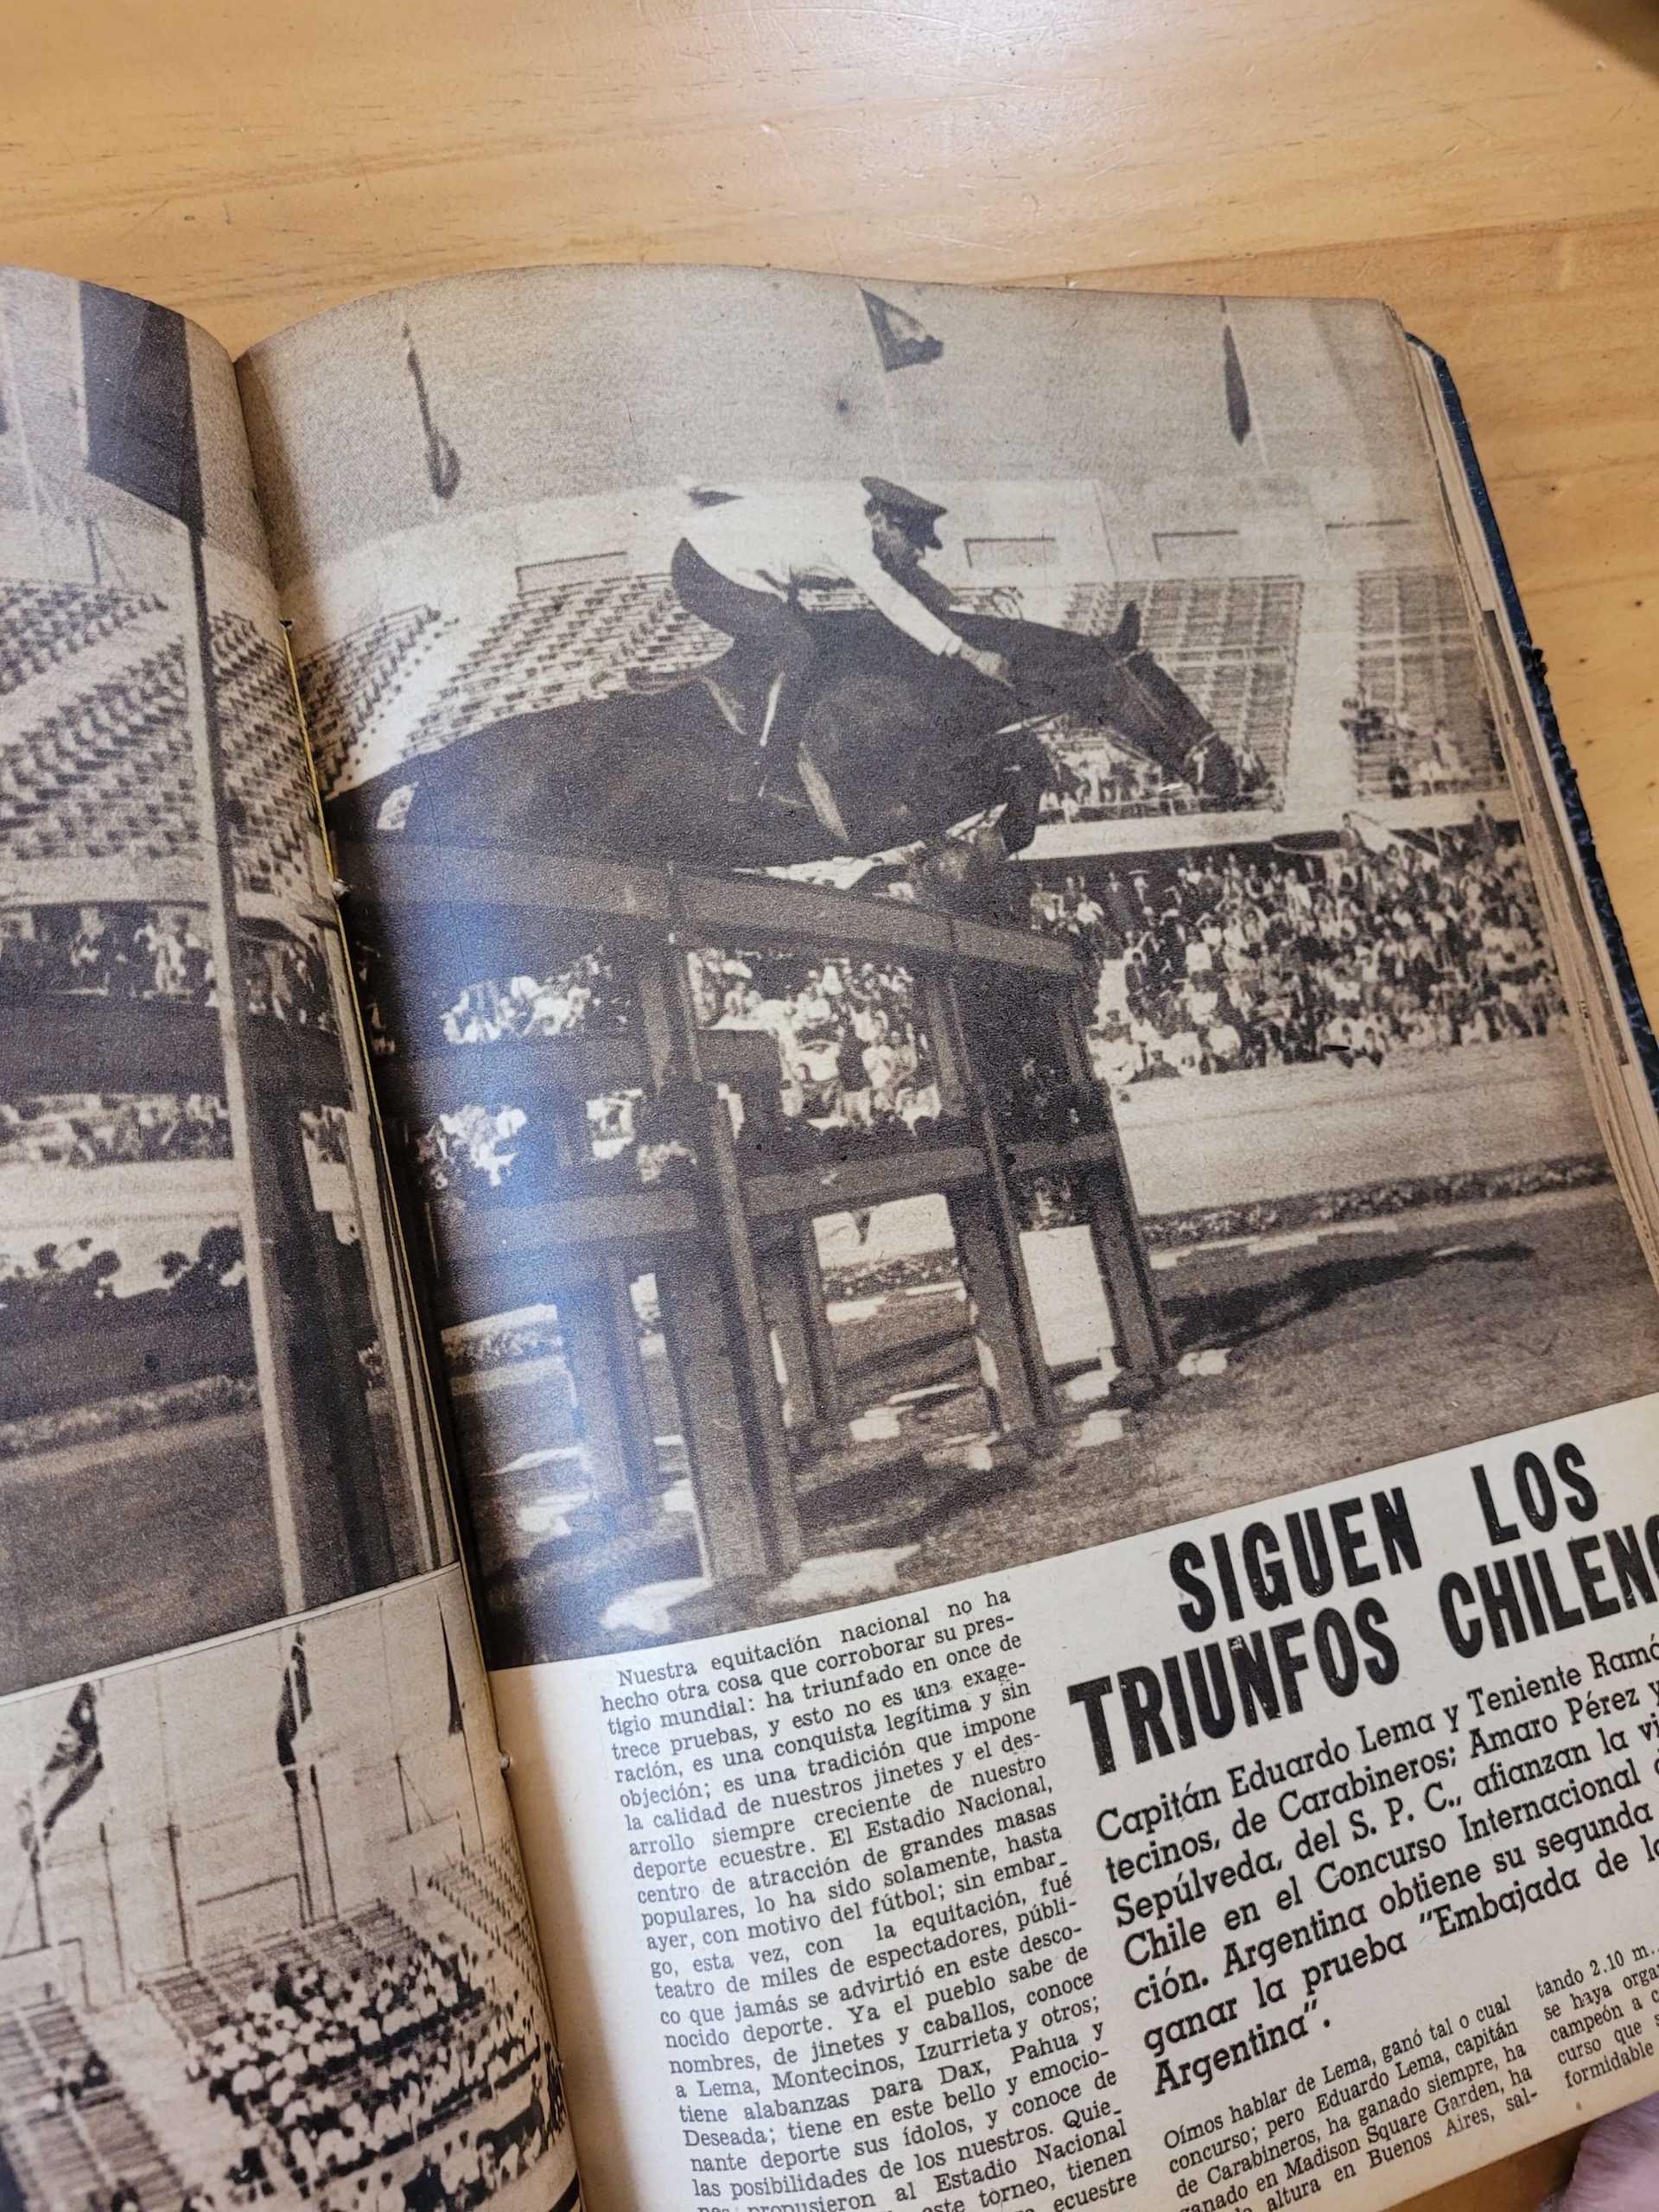 SIGUEN LOS
TRIUNFOS
Capitán Eduardo Lema y Teniente
tecinos, de Carabineros; Amaro Pérez y
Sepúlveda, del S. P. C., afianzan la
Chile en el Concurso Internacional
ción. Argentina obtiene su segunda
ganar la prueba "Embajada de
Argentina".
Nuestra equitación nacional no ha
hecho otra cosa que corroborar su pres-
tigio mundial: ha triunfado en once de
trece pruebas, y esto no es una exage-
ración, es una conquista legítima y sin
objeción; es una tradición que impone
la calidad de nuestros jinetes y el des-
arrollo siempre creciente de nuestro
deporte ecuestre. El Estadio Nacional,
centro de atracción de grandes masas
populares, lo ha sido solamente, hasta
ayer, con motivo del fútbol; sin embar-
go, esta vez, con la equitación, fué
teatro de miles de espectadores, públi-
co que jamás se advirtió en este desco-
nocido deporte. Ya el pueblo sabe de
nombres, de jinetes y caballos, conoce
a Lema, Montecinos, Izurrieta y otros;
tiene alabanzas para Dax, Pahua y
Deseada; tiene en este bello y emocio-
nante deporte sus ídolos, y conoce de
las posibilidades de los nuestros. Quie-
propusieron al Estadio Nacional
este torneo, tienen
ecuestre
Oímos hablar de Lema, ganó tal o cual
concurso; pero Eduardo Lema, capitán
de Carabineros, ha ganado siempre, ha
ganado en Madison Square Garden, ha
altura en Buenos Aires, sal-
tando 2.10 m.
se haya
campeón a
curso que
formidable